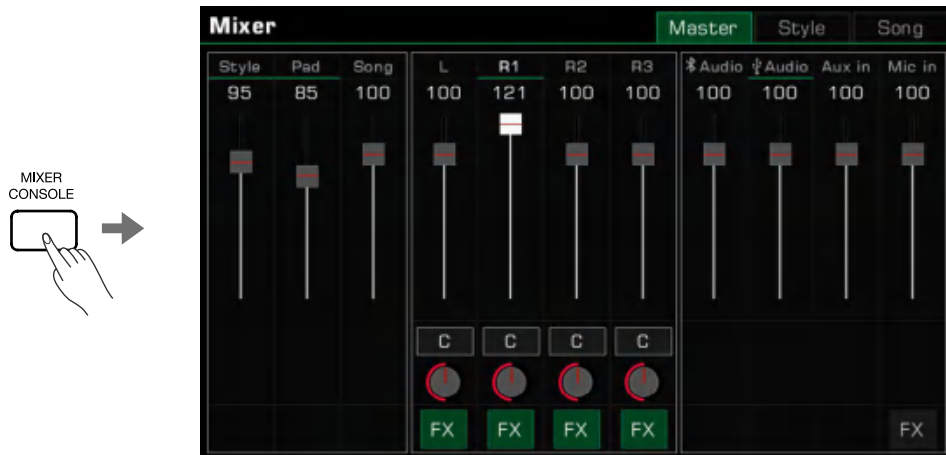 Mixer
Master Style Song
Style Pad Song L R1 R2 R3 Audio Audio Aux in Mic in
95 85 100 100 121 100 100 100 100 100 100
MIXER
CONSOLE
C C C C
FX FX FX FX FX